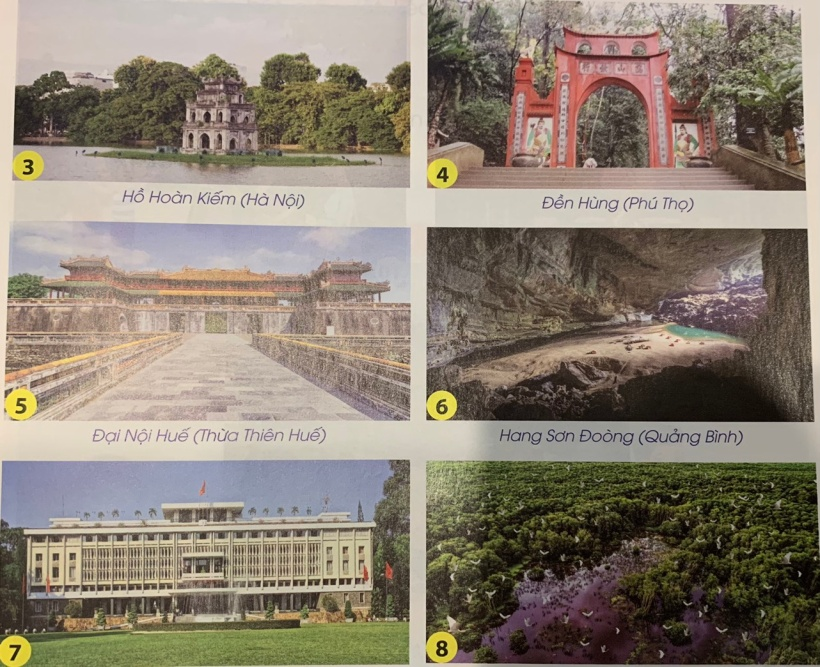 3
Hồ Hoàn Kiếm (Hà Nội)
4
Đền Hùng (Phú Thọ)
5
Đại Nội Huế (Thừa Thiên Huế)
6
Hang Sơn Đoòng (Quảng Bình)
7
8